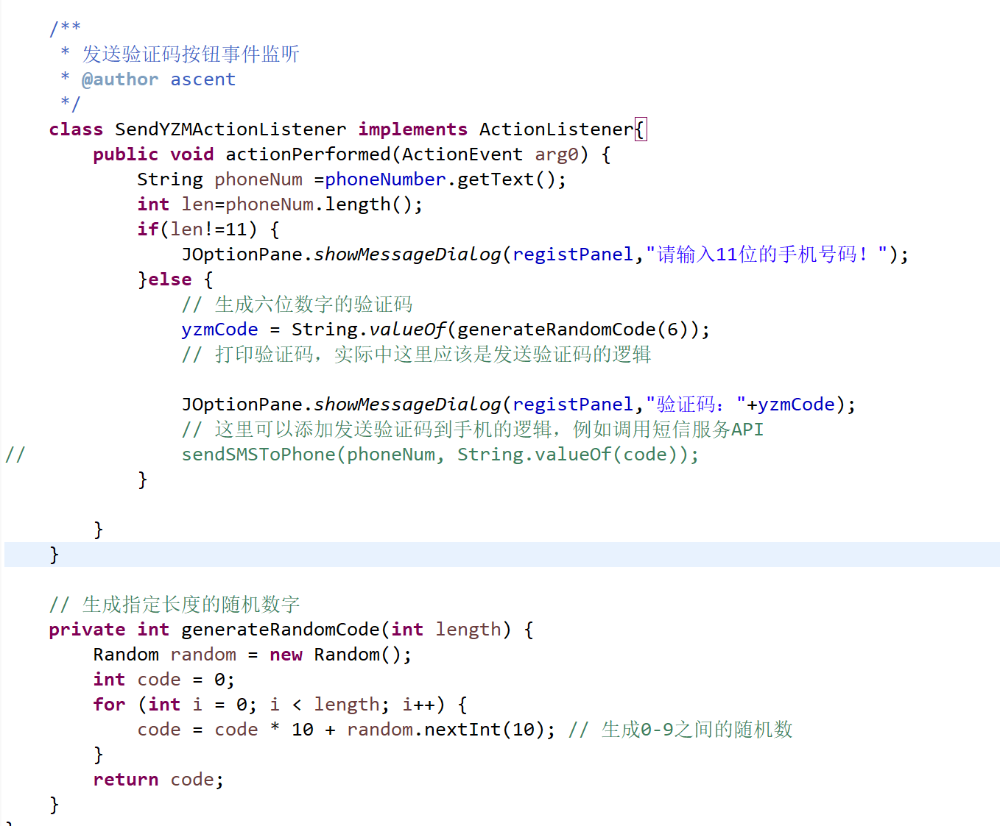 /**
 * 发送验证码按钮事件监听
 * @author ascent
 */
class SendYZMActionListener implements ActionListener{
public void actionPerformed(ActionEvent arg0) {
String phoneNum =phoneNumber.getText();
int len=phoneNum.length();
if(len!=11) {
JOptionPane.showMessageDialog(registPanel,"请输入11位的手机号码！");
}else {
// 生成六位数字的验证码
yzmCode = String.valueOf(generateRandomCode(6));
// 打印验证码，实际中这里应该是发送验证码的逻辑
JOptionPane.showMessageDialog(registPanel,"验证码："+yzmCode);
// 这里可以添加发送验证码到手机的逻辑，例如调用短信服务API
// sendSMSToPhone(phoneNum, String.valueOf(code));
}
}
}
// 生成指定长度的随机数字
private int generateRandomCode(int length) {
Random random = new Random();
int code = 0;
for (int i = 0; i < length; i++) {
code = code * 10 + random.nextInt(10); // 生成0-9之间的随机数
}
return code;
}
}